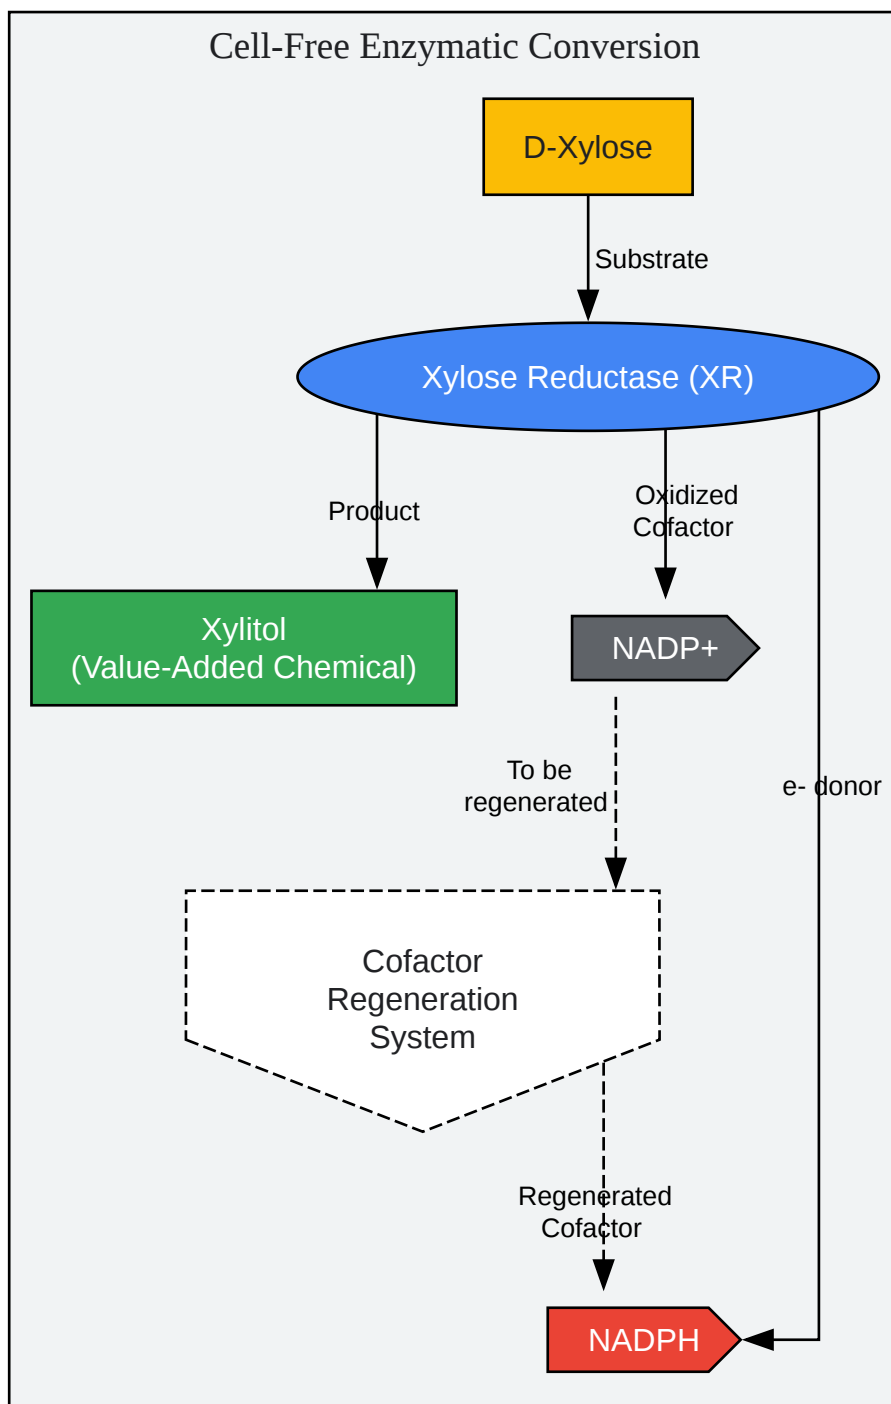 Cell-Free Enzymatic Conversion
D-Xylose
Substrate
Xylose Reductase (XR)
Product
Oxidized
Cofactor
Xylitol
(Value-Added Chemical)
NADP+
To be
regenerated
e- donor
Cofactor
Regeneration
System
Regenerated
Cofactor
NADPH